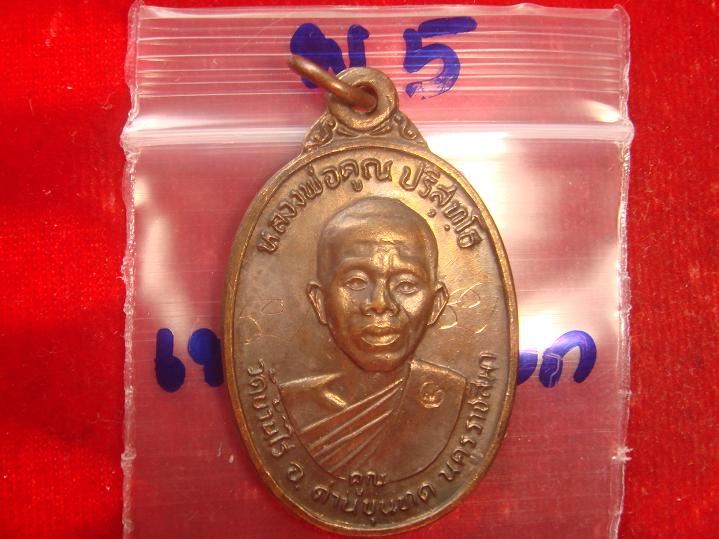 ม 5
หลวงพ่อคูณ ปริสุทฺโธ
คูณ
วัดบ้านไร่ อ. ด่านขุนทด นครราชสีมา